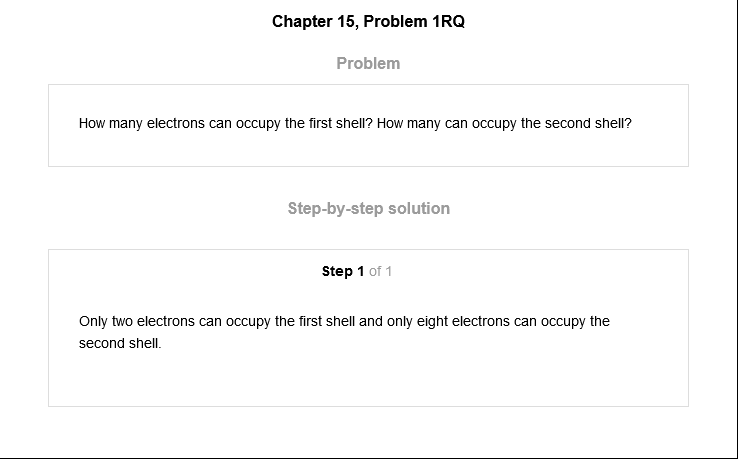 Chapter 15, Problem 1RQ
Problem
How many electrons can occupy the first shell? How many can occupy the second shell?
Step-by-step solution
Step 1 of 1
Only two electrons can occupy the first shell and only eight electrons can occupy the
second shell.